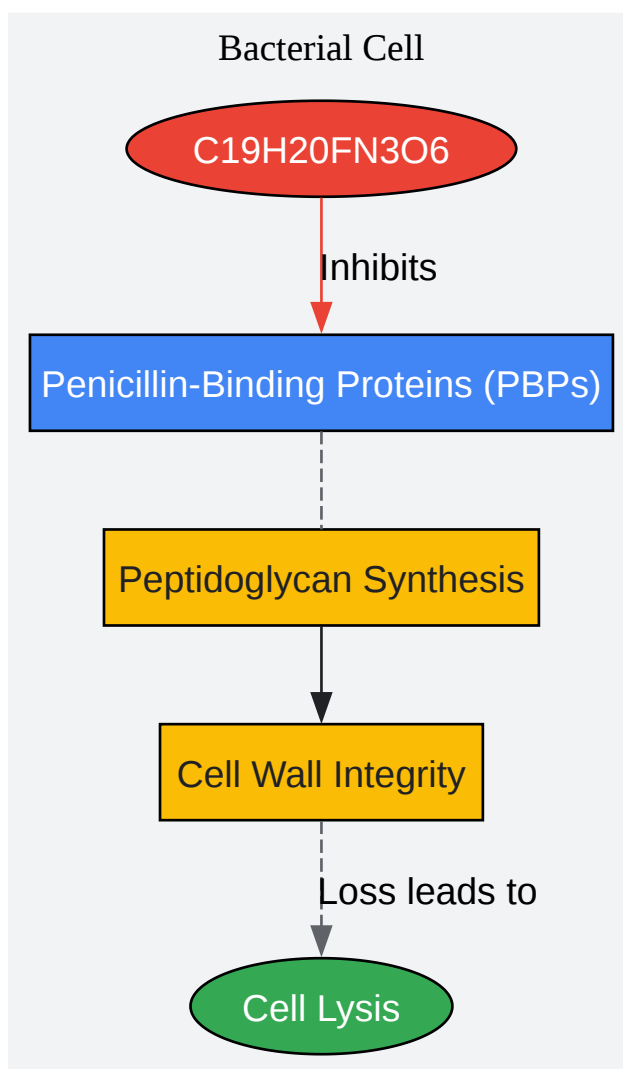 Bacterial Cell
C19H20FN3O6
Inhibits
Penicillin-Binding Proteins (PBPs)
Peptidoglycan Synthesis
Cell Wall Integrity
Loss leads to
Cell Lysis